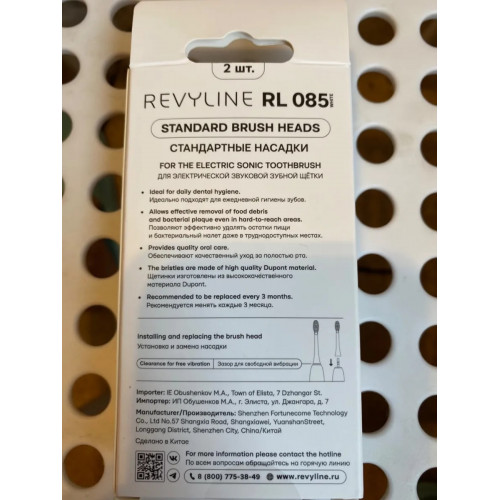 2 шт.
REVYLINE RL 085 WHITE
STANDARD BRUSH HEADS
СТАНДАРТНЫЕ НАСАДКИ
FOR THE ELECTRIC SONIC TOOTHBRUSH
ДЛЯ ЭЛЕКТРИЧЕСКОЙ ЗВУКОВОЙ ЗУБНОЙ ЩЁТКИ
• Ideal for daily dental hygiene.
Идеально подходят для ежедневной гигиены зубов.
• Allows effective removal of food debris
and bacterial plaque even in hard-to-reach areas.
Позволяют эффективно удалять остатки пищи
и бактериальный налет даже в труднодоступных местах.
• Provides quality oral care.
Обеспечивают качественный уход за полостью рта.
• The bristles are made of high quality Dupont material.
Щетинки изготовлены из высококачественного
материала Dupont.
• Recommended to be replaced every 3 months.
Рекомендуется менять каждые 3 месяца.
Installing and replacing the brush head
Установка и замена насадки
Clearance for free vibration | Зазор для свободной вибрации
Importer: IE Obushenkov M.A., Town of Elista, 7 Dzhangar St.
Импортер: ИП Обушенков М.А., г. Элиста, ул. Джангара, д. 7
Manufacturer/Производитель: Shenzhen Fortunecome Technology
Co., Ltd No.57 Shangxia Road, Shangxiawei, YuanshanStreet,
Longgang District, Shenzhen City, China/Китай
Сделано в Китае
For more information please contact the hotline
По всем вопросам обращайтесь на горячую линию
8 (800) 775-38-49 www.revyline.ru